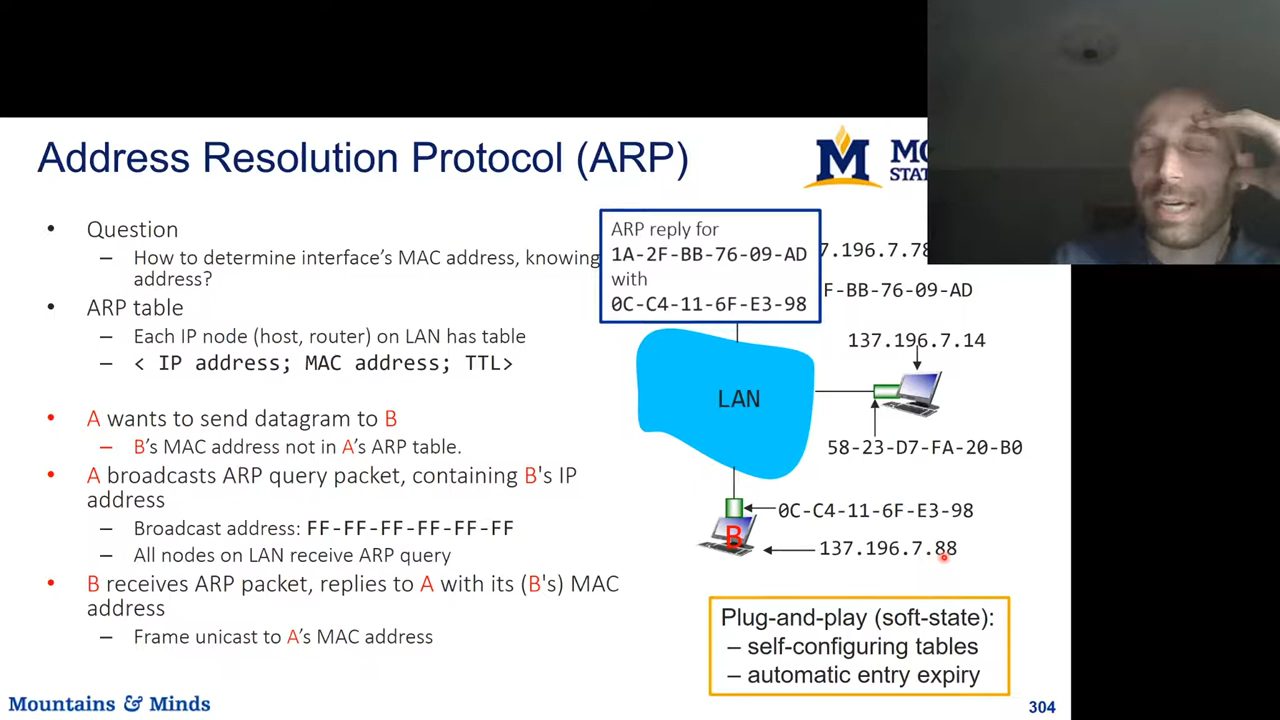 Address Resolution Protocol (ARP)
M
STAT
• Question
– How to determine interface's MAC address, knowing
address?
• ARP table
– Each IP node (host, router) on LAN has table
– < IP address; MAC address; TTL>
• A wants to send datagram to B
– B's MAC address not in A's ARP table.
• A broadcasts ARP query packet, containing B's IP
address
– Broadcast address: FF-FF-FF-FF-FF-FF
– All nodes on LAN receive ARP query
• B receives ARP packet, replies to A with its (B's) MAC
address
– Frame unicast to A's MAC address
ARP reply for
1A-2F-BB-76-09-AD
with
0C-C4-11-6F-E3-98
7.196.7.78
F-BB-76-09-AD
137.196.7.14
LAN
58-23-D7-FA-20-B0
0C-C4-11-6F-E3-98
B
137.196.7.88
Plug-and-play (soft-state):
– self-configuring tables
– automatic entry expiry
Mountains & Minds
304